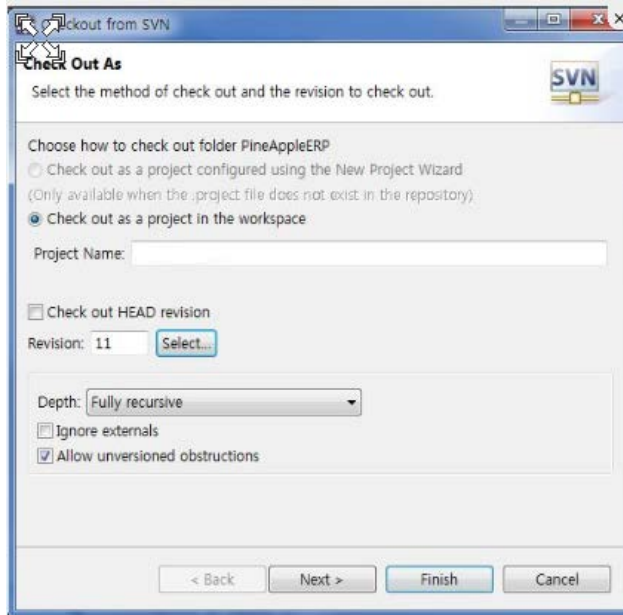 Checkout from SVN
Check Out As
Select the method of check out and the revision to check out.
SVN
Choose how to check out folder PineAppleERP
Check out as a project configured using the New Project Wizard
(Only available when the .project file does not exist in the repository)
Check out as a project in the workspace
Project Name:
Check out HEAD revision
Revision: 11 Select...
Depth: Fully recursive
Ignore externals
Allow unversioned obstructions
< Back Next > Finish Cancel